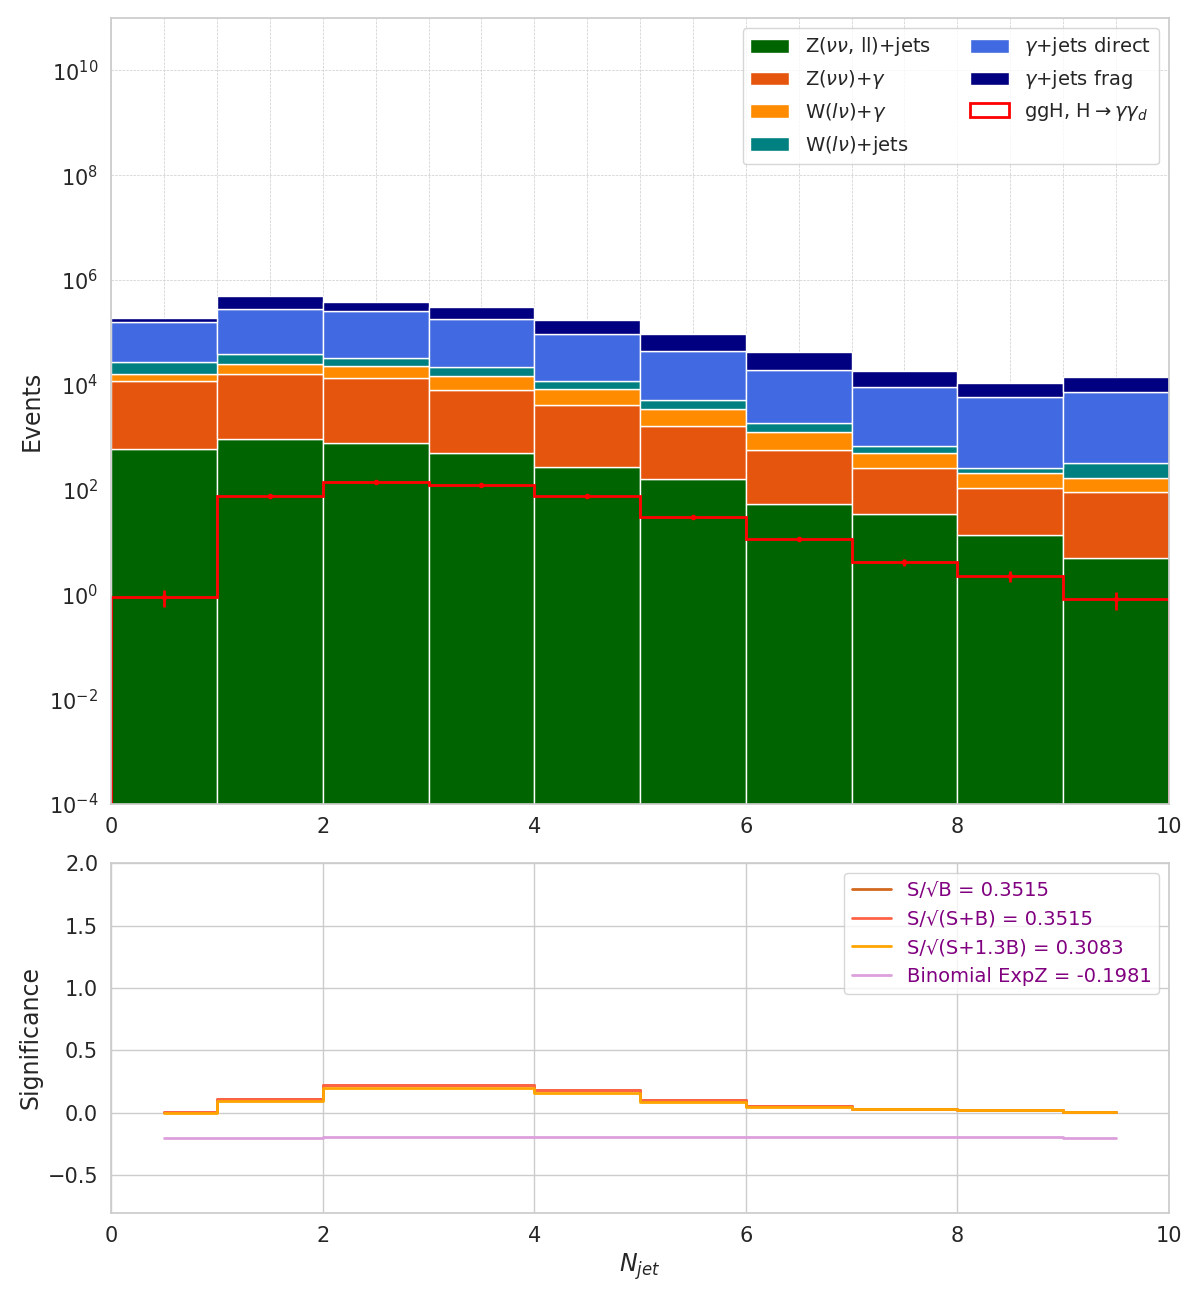 Z(νν, ll)+jets
Z(νν)+γ
W(lν)+γ
W(lν)+jets
γ+jets direct
γ+jets frag
ggH, H→γγ_d
Events
10^10
10^8
10^6
10^4
10^2
10^0
10^−2
10^−4
0 2 4 6 8 10
S/√B = 0.3515
S/√(S+B) = 0.3515
S/√(S+1.3B) = 0.3083
Binomial ExpZ = -0.1981
Significance
2.0
1.5
1.0
0.5
0.0
−0.5
0 2 4 6 8 10
N_jet